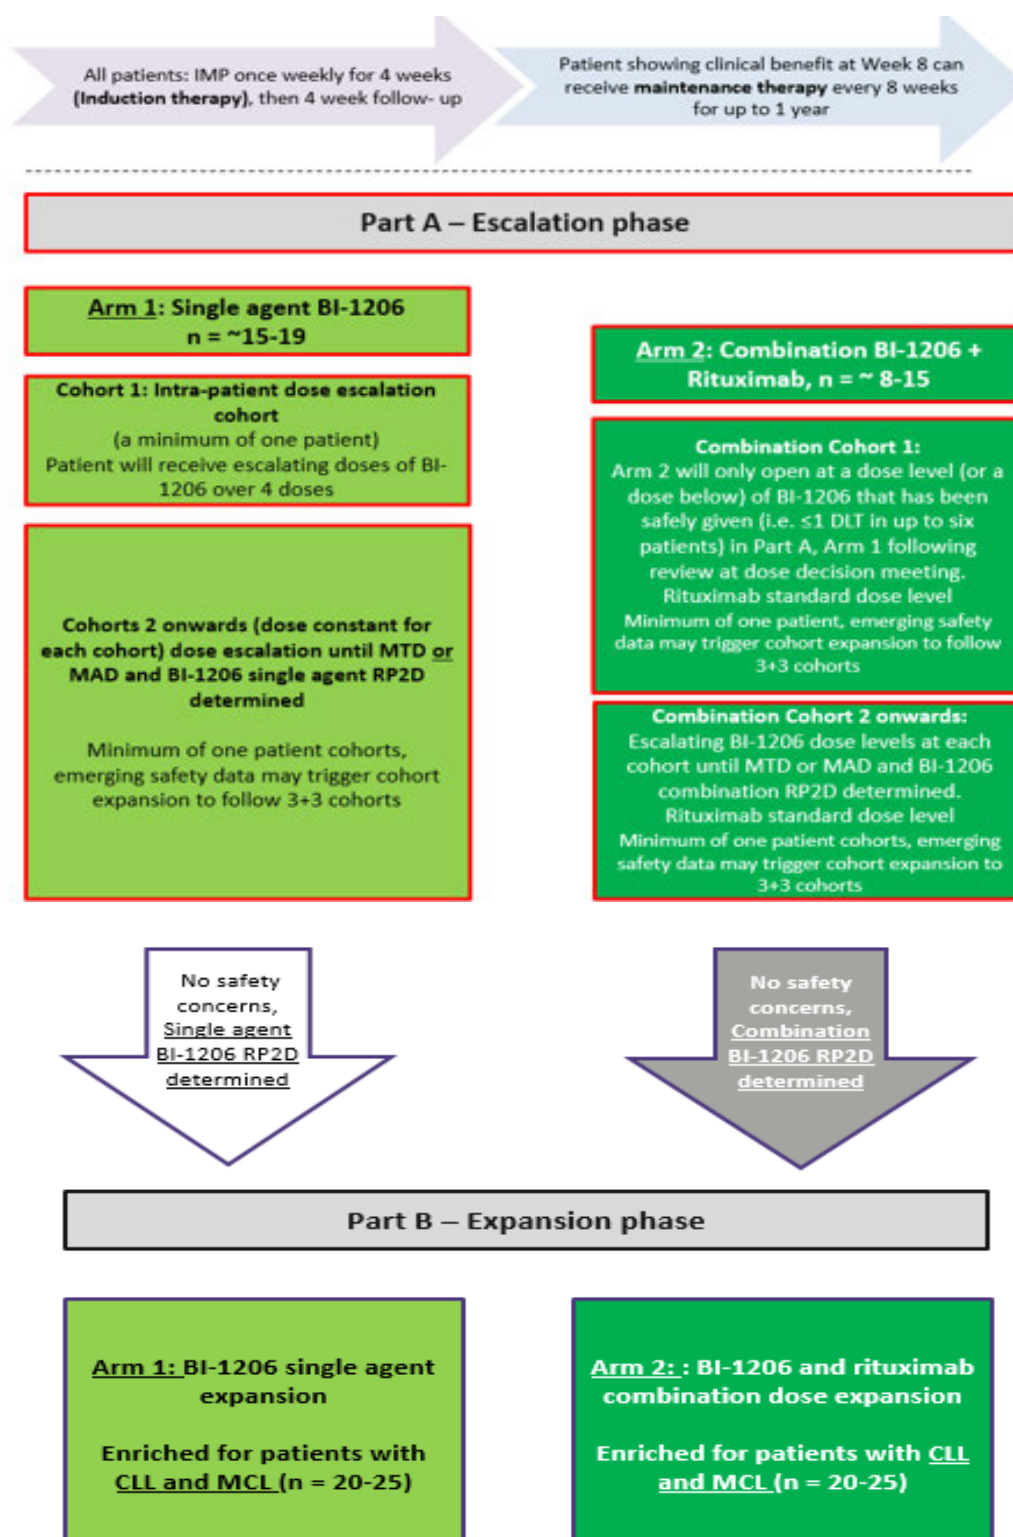 All patients: IMP once weekly for 4 weeks
(Induction therapy), then 4 week follow- up
Patient showing clinical benefit at Week 8 can
receive maintenance therapy every 8 weeks
for up to 1 year
Part A – Escalation phase
Arm 1: Single agent BI-1206
n = ~15-19
Cohort 1: Intra-patient dose escalation
cohort
(a minimum of one patient)
Patient will receive escalating doses of BI-
1206 over 4 doses
Cohorts 2 onwards (dose constant for
each cohort) dose escalation until MTD or
MAD and BI-1206 single agent RP2D
determined
Minimum of one patient cohorts,
emerging safety data may trigger cohort
expansion to follow 3+3 cohorts
Arm 2: Combination BI-1206 +
Rituximab, n = ~ 8-15
Combination Cohort 1:
Arm 2 will only open at a dose level (or a
dose below) of BI-1206 that has been
safely given (i.e. ≤1 DLT in up to six
patients) in Part A, Arm 1 following
review at dose decision meeting.
Rituximab standard dose level
Minimum of one patient, emerging safety
data may trigger cohort expansion to follow
3+3 cohorts
Combination Cohort 2 onwards:
Escalating BI-1206 dose levels at each
cohort until MTD or MAD and BI-1206
combination RP2D determined.
Rituximab standard dose level
Minimum of one patient cohorts, emerging
safety data may trigger cohort expansion to
3+3 cohorts
No safety
concerns,
Single agent
BI-1206 RP2D
determined
No safety
concerns,
Combination
BI-1206 RP2D
determined
Part B – Expansion phase
Arm 1: BI-1206 single agent
expansion
Enriched for patients with
CLL and MCL (n = 20-25)
Arm 2: : BI-1206 and rituximab
combination dose expansion
Enriched for patients with CLL
and MCL (n = 20-25)